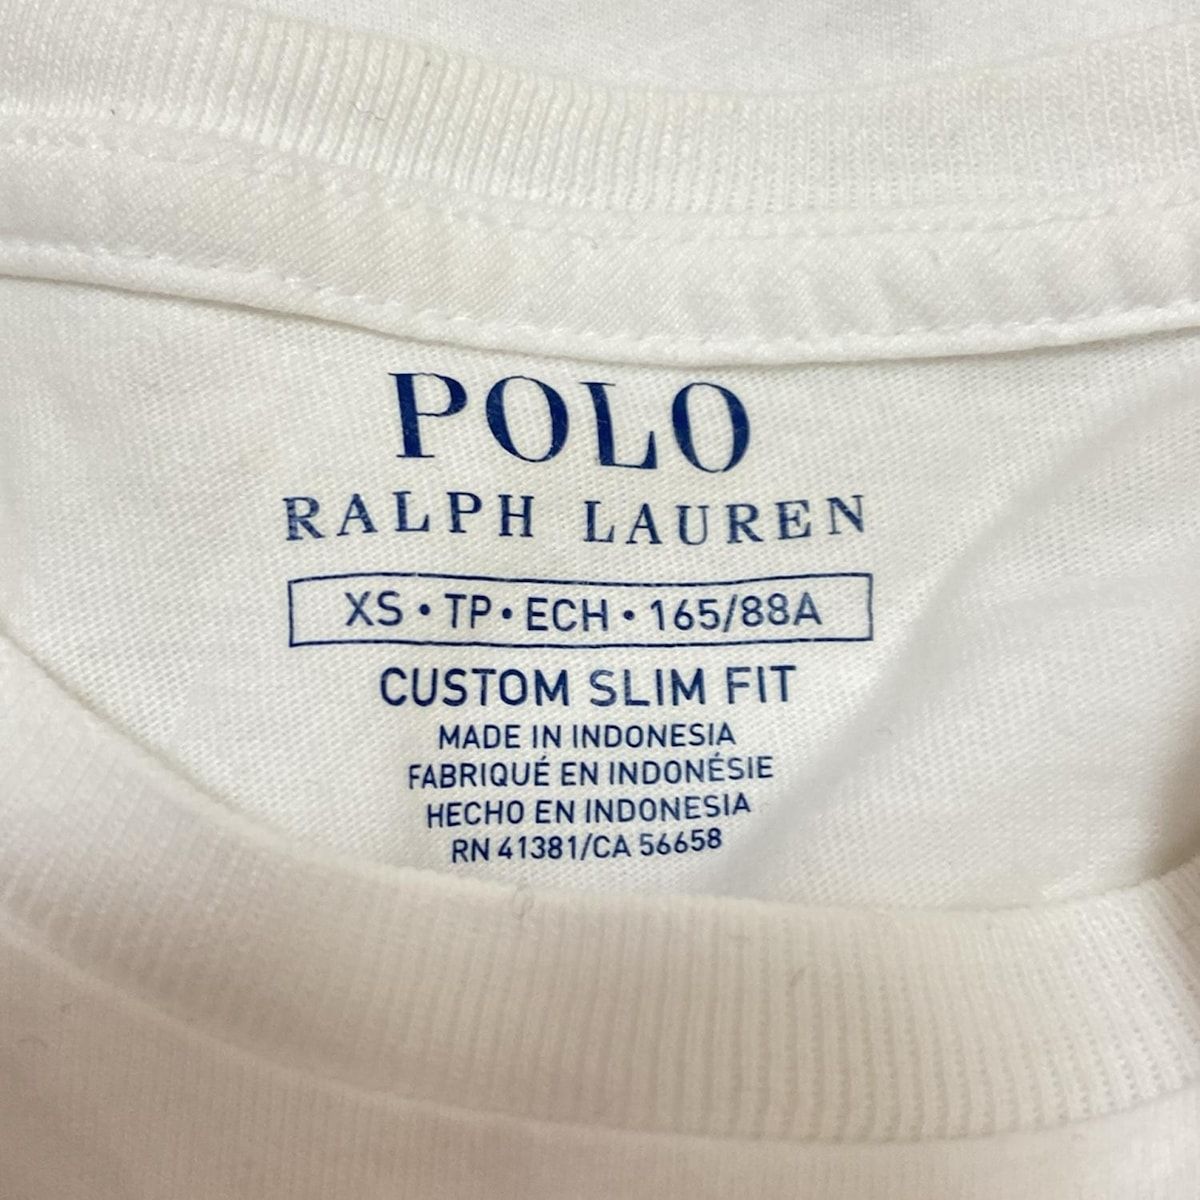 POLO
RALPH LAUREN
XS • TP • ECH • 165/88A
CUSTOM SLIM FIT
MADE IN INDONESIA
FABRIQUÉ EN INDONÉSIE
HECHO EN INDONESIA
RN 41381/CA 56658